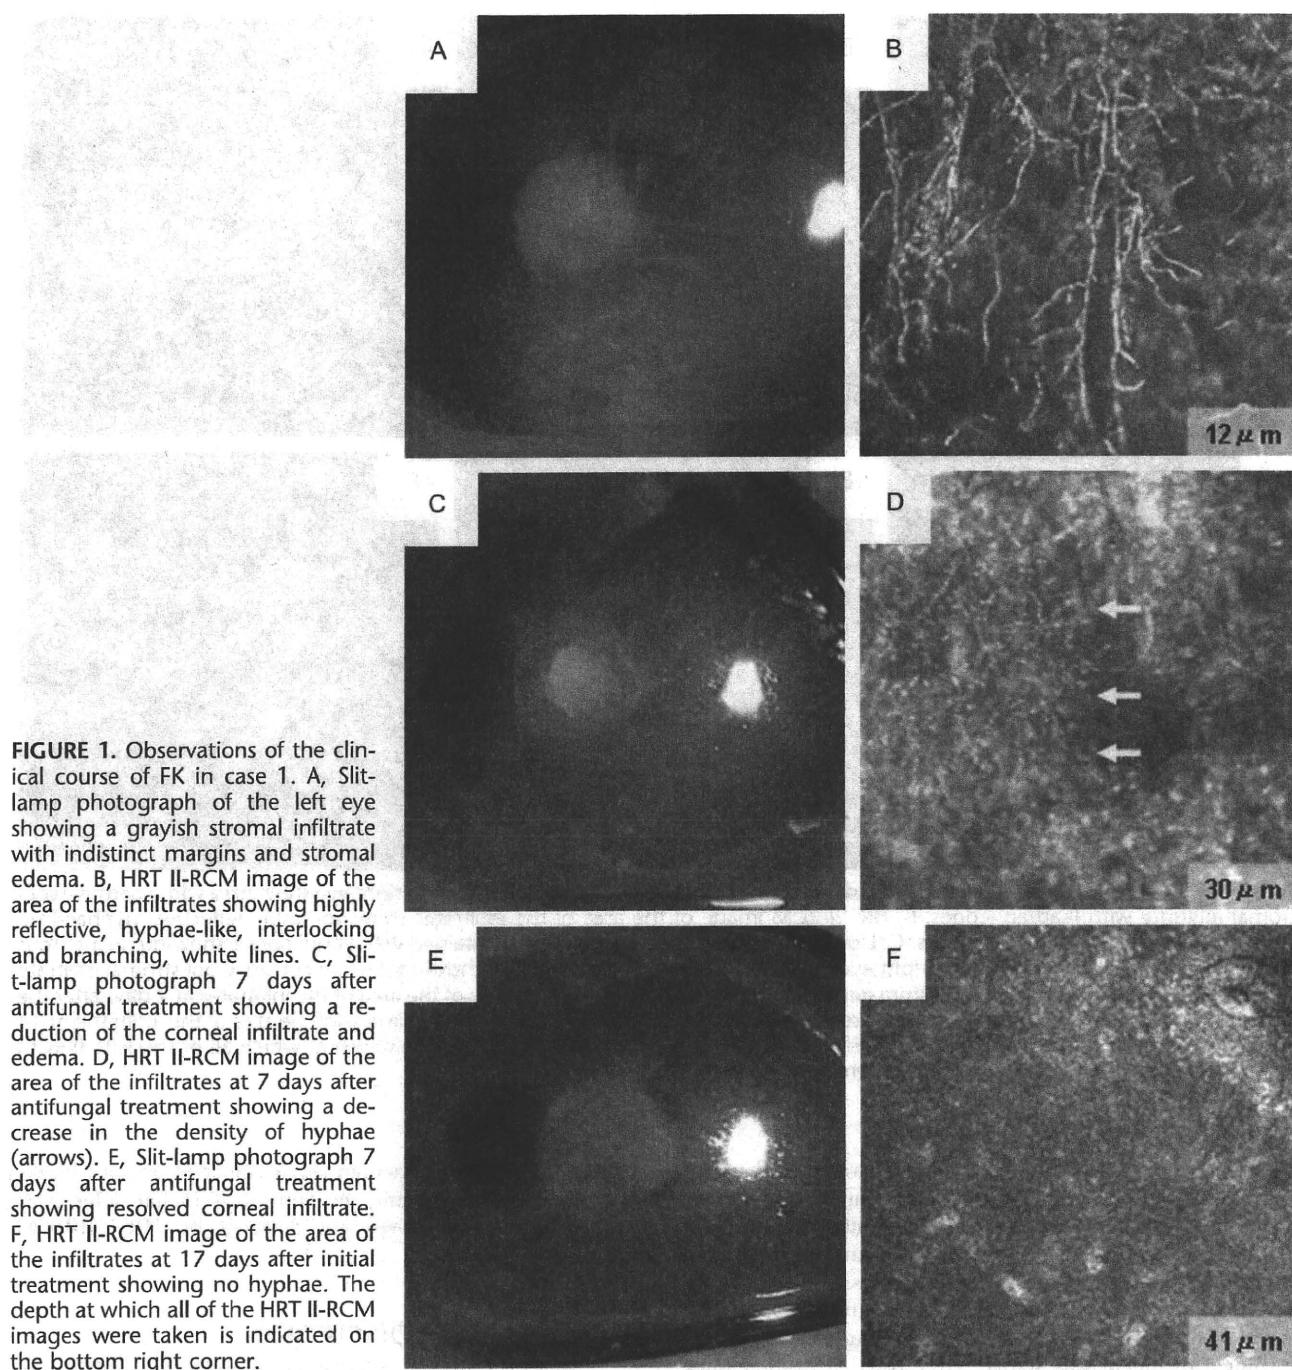 A
B
12 μm
C
D
30 μm
E
F
41 μm
FIGURE 1. Observations of the clin-
ical course of FK in case 1. A, Slit-
lamp photograph of the left eye
showing a grayish stromal infiltrate
with indistinct margins and stromal
edema. B, HRT II-RCM image of the
area of the infiltrates showing highly
reflective, hyphae-like, interlocking
and branching, white lines. C, Sli-
t-lamp photograph 7 days after
antifungal treatment showing a re-
duction of the corneal infiltrate and
edema. D, HRT II-RCM image of the
area of the infiltrates at 7 days after
antifungal treatment showing a de-
crease in the density of hyphae
(arrows). E, Slit-lamp photograph 7
days after antifungal treatment
showing resolved corneal infiltrate.
F, HRT II-RCM image of the area of
the infiltrates at 17 days after initial
treatment showing no hyphae. The
depth at which all of the HRT II-RCM
images were taken is indicated on
the bottom right corner.